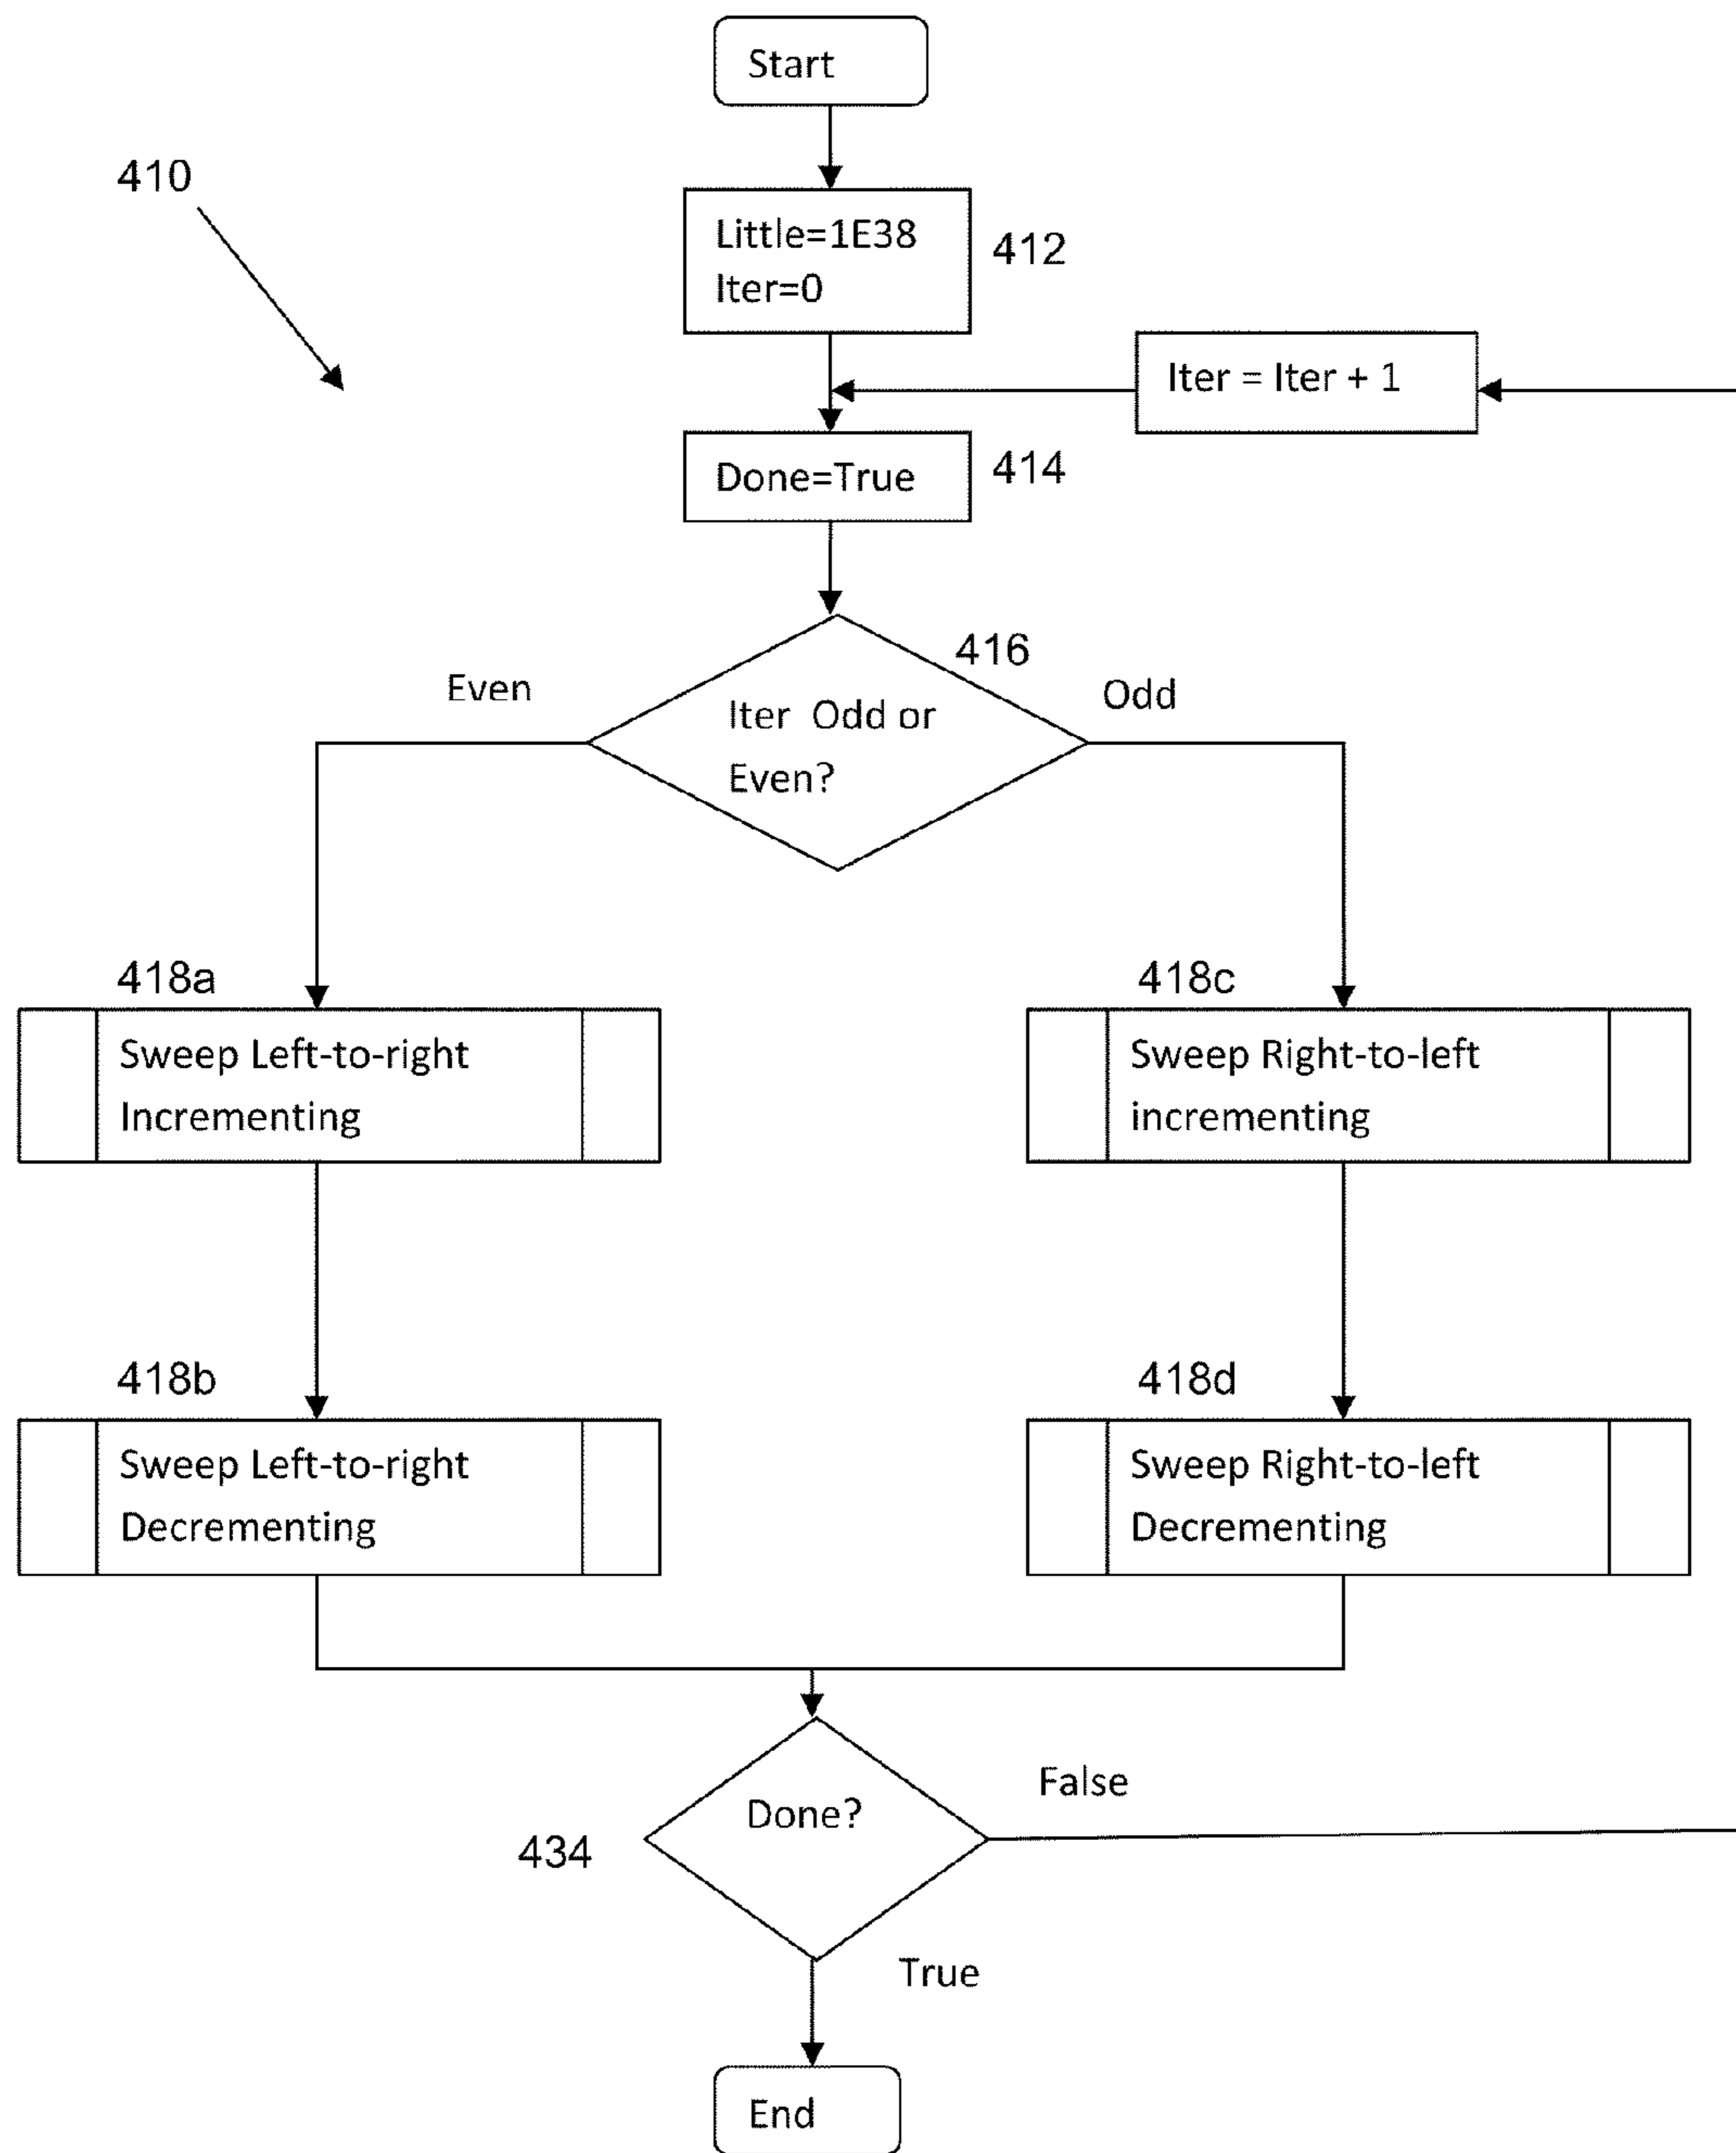 Start
410
Little=1E38
Iter=0
412
Iter = Iter + 1
Done=True
414
416
Even
Odd
Iter  Odd or
Even?
418a
418c
Sweep Left-to-right
Incrementing
Sweep Right-to-left
incrementing
418b
418d
Sweep Left-to-right
Decrementing
Sweep Right-to-left
Decrementing
Done?
False
434
True
End